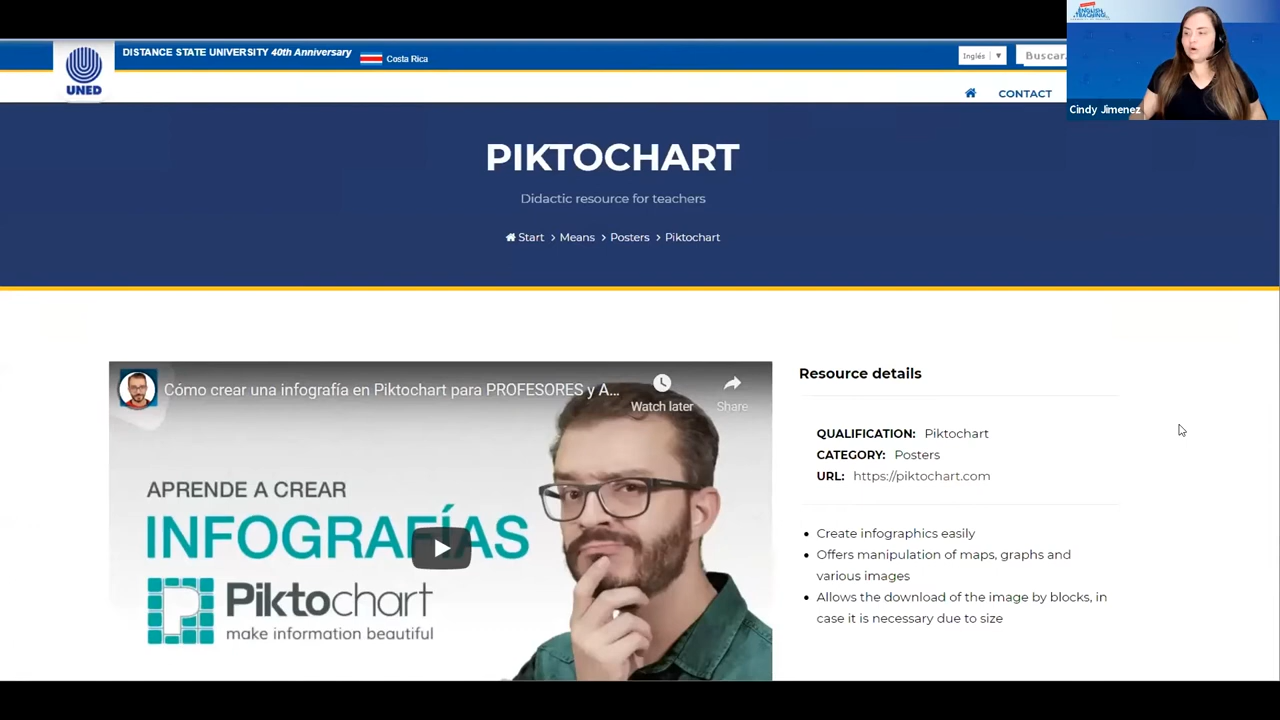 DISTANCE STATE UNIVERSITY 40th Anniversary
Costa Rica
Inglés
Buscar
ENGLISH
TEACHING
Cindy Jimenez
UNED
CONTACT
PIKTOCHART
Didactic resource for teachers
Start > Means > Posters > Piktochart
Cómo crear una infografía en Piktochart para PROFESORES y A...
Watch later
Share
APRENDE A CREAR
INFOGRAFÍAS
Piktochart
make information beautiful
Resource details
QUALIFICATION: Piktochart
CATEGORY: Posters
URL: https://piktochart.com
Create infographics easily
Offers manipulation of maps, graphs and
various images
Allows the download of the image by blocks, in
case it is necessary due to size